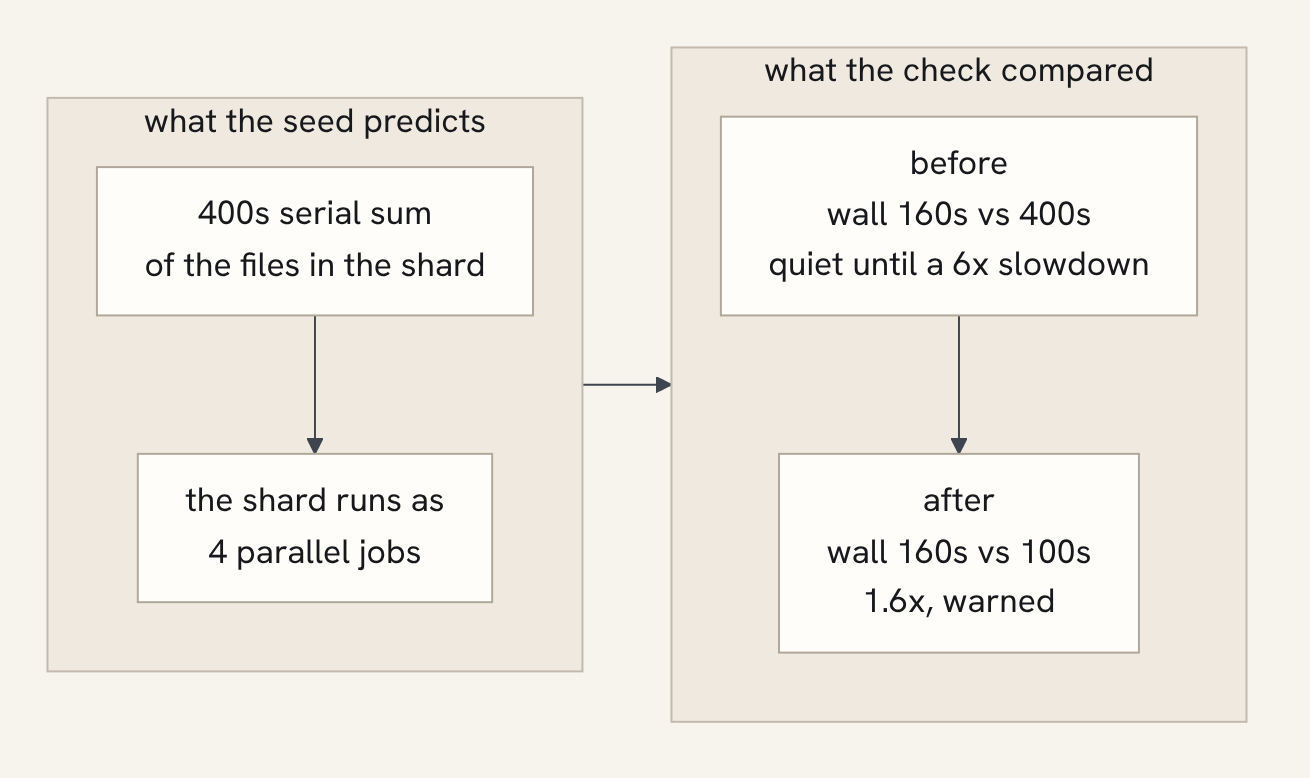 what the seed predicts
400s serial sum
of the files in the shard
the shard runs as
4 parallel jobs
what the check compared
before
wall 160s vs 400s
quiet until a 6x slowdown
after
wall 160s vs 100s
1.6x, warned